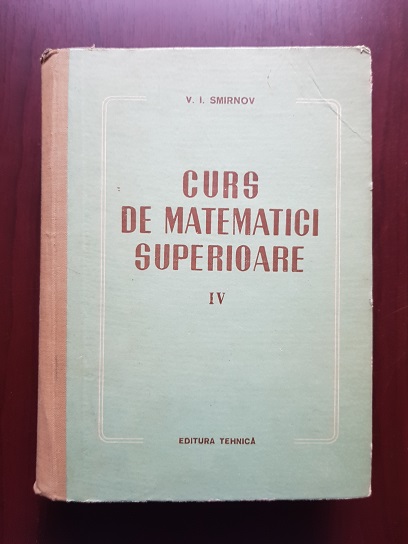 V. I. SMIRNOV
CURS
DE MATEMATICI
SUPERIOARE
IV
EDITURA TEHNICĂ